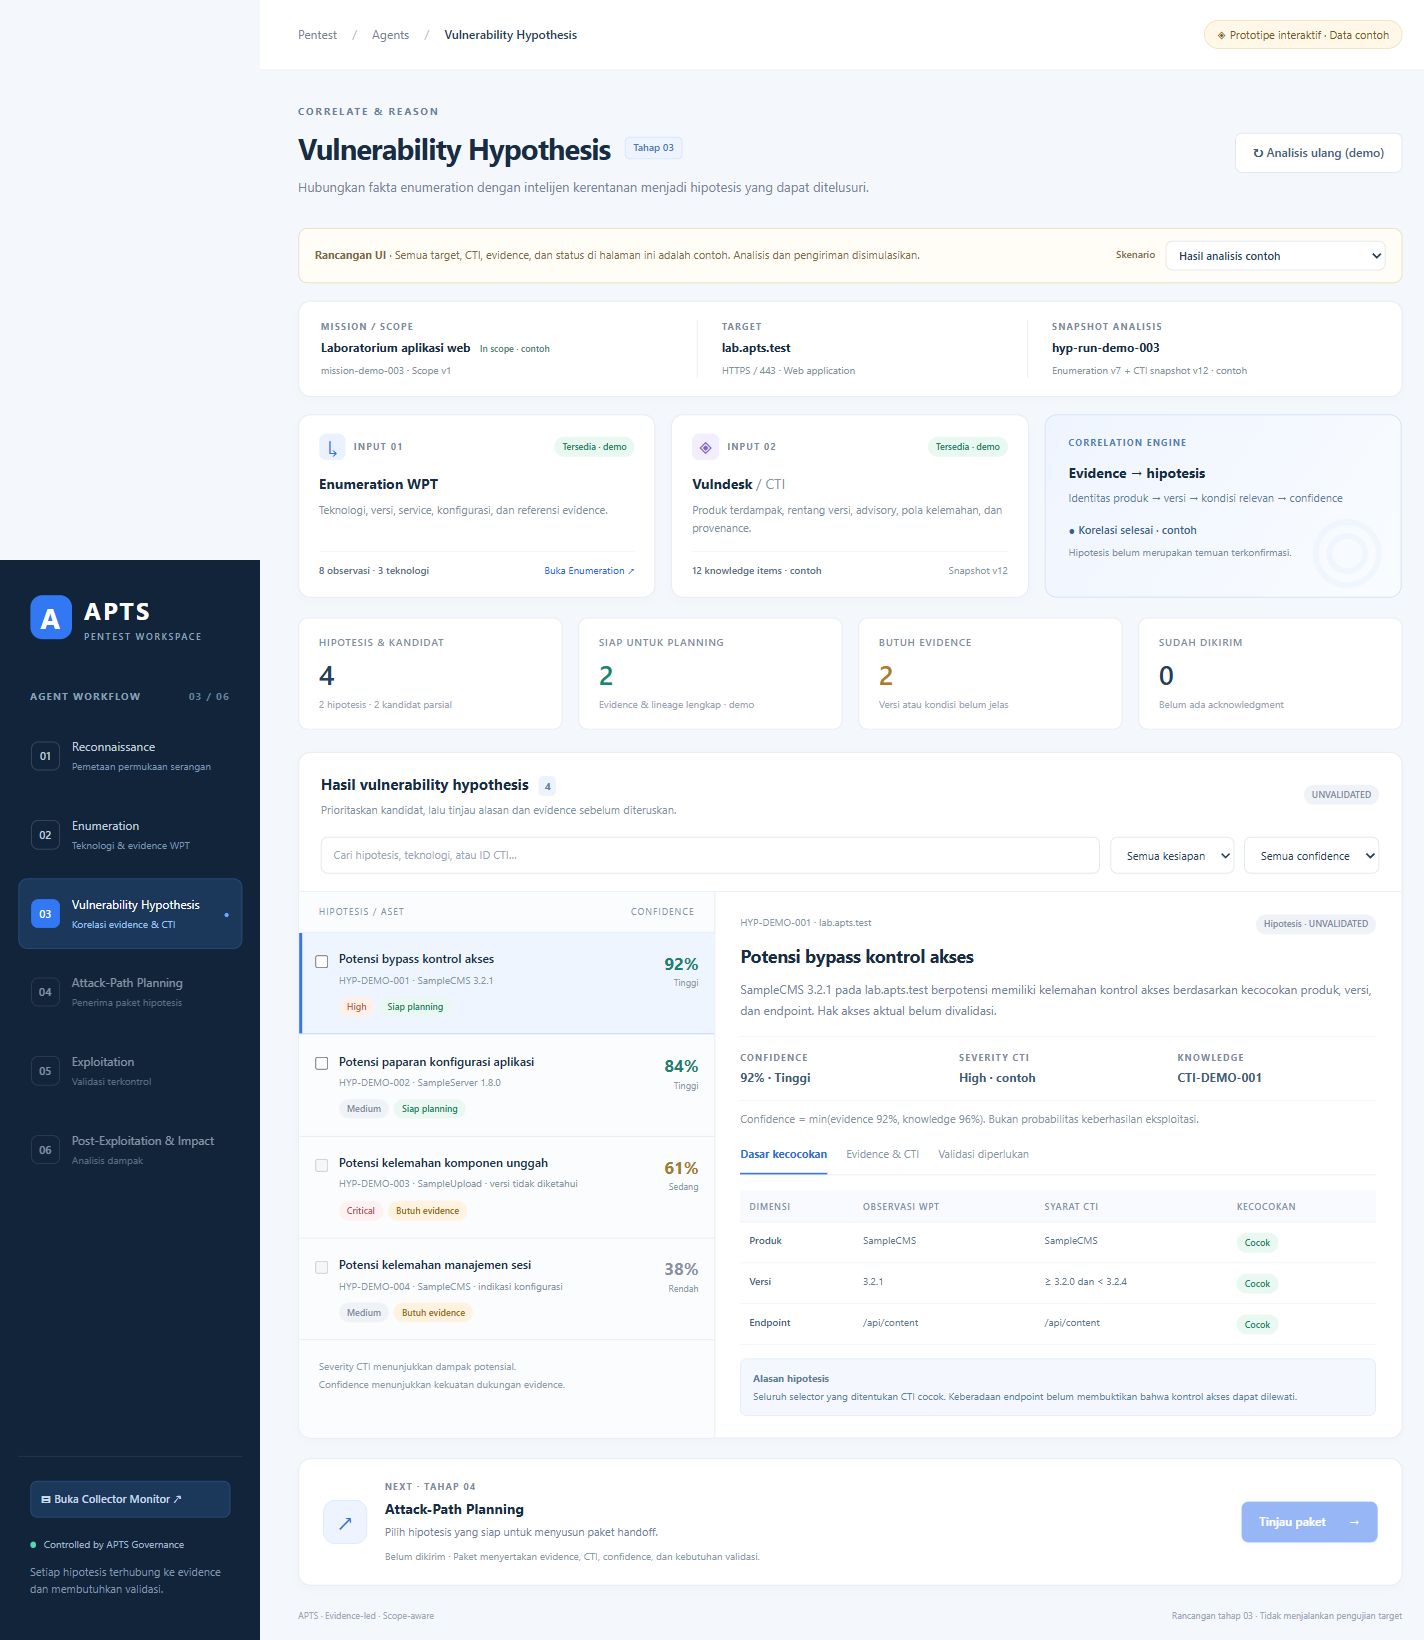 Pentest / Agents / Vulnerability Hypothesis
◈ Prototipe interaktif · Data contoh
CORRELATE & REASON
Vulnerability Hypothesis Tahap 03
↻ Analisis ulang (demo)
Hubungkan fakta enumeration dengan intelijen kerentanan menjadi hipotesis yang dapat ditelusuri.
Rancangan UI · Semua target, CTI, evidence, dan status di halaman ini adalah contoh. Analisis dan pengiriman disimulasikan.
Skenario Hasil analisis contoh
MISSION / SCOPE
Laboratorium aplikasi web In scope · contoh
mission-demo-003 · Scope v1
TARGET
lab.apts.test
HTTPS / 443 · Web application
SNAPSHOT ANALISIS
hyp-run-demo-003
Enumeration v7 + CTI snapshot v12 · contoh
INPUT 01 Tersedia · demo
Enumeration WPT
Teknologi, versi, service, konfigurasi, dan referensi evidence.
8 observasi · 3 teknologi Buka Enumeration ↗
INPUT 02 Tersedia · demo
Vulndesk / CTI
Produk terdampak, rentang versi, advisory, pola kelemahan, dan
provenance.
12 knowledge items · contoh Snapshot v12
CORRELATION ENGINE
Evidence → hipotesis
Identitas produk → versi → kondisi relevan → confidence
● Korelasi selesai · contoh
Hipotesis belum merupakan temuan terkonfirmasi.
HIPOTESIS & KANDIDAT
4
2 hipotesis · 2 kandidat parsial
SIAP UNTUK PLANNING
2
Evidence & lineage lengkap · demo
BUTUH EVIDENCE
2
Versi atau kondisi belum jelas
SUDAH DIKIRIM
0
Belum ada acknowledgment
A APTS
PENTEST WORKSPACE
AGENT WORKFLOW 03 / 06
01 Reconnaissance
Pemetaan permukaan serangan
02 Enumeration
Teknologi & evidence WPT
03 Vulnerability Hypothesis
Korelasi evidence & CTI
04 Attack-Path Planning
Penerima paket hipotesis
05 Exploitation
Validasi terkontrol
06 Post-Exploitation & Impact
Analisis dampak
Buka Collector Monitor ↗
Controlled by APTS Governance
Setiap hipotesis terhubung ke evidence
dan membutuhkan validasi.
Hasil vulnerability hypothesis 4
UNVALIDATED
Prioritaskan kandidat, lalu tinjau alasan dan evidence sebelum diteruskan.
Cari hipotesis, teknologi, atau ID CTI...
Semua kesiapan
Semua confidence
HIPOTESIS / ASET CONFIDENCE
Potensi bypass kontrol akses 92%
HYP-DEMO-001 · SampleCMS 3.2.1 Tinggi
High Siap planning
Potensi paparan konfigurasi aplikasi 84%
HYP-DEMO-002 · SampleServer 1.8.0 Tinggi
Medium Siap planning
Potensi kelemahan komponen unggah 61%
HYP-DEMO-003 · SampleUpload · versi tidak diketahui Sedang
Critical Butuh evidence
Potensi kelemahan manajemen sesi 38%
HYP-DEMO-004 · SampleCMS · indikasi konfigurasi Rendah
Medium Butuh evidence
Severity CTI menunjukkan dampak potensial.
Confidence menunjukkan kekuatan dukungan evidence.
HYP-DEMO-001 · lab.apts.test Hipotesis · UNVALIDATED
Potensi bypass kontrol akses
SampleCMS 3.2.1 pada lab.apts.test berpotensi memiliki kelemahan kontrol akses berdasarkan kecocokan produk, versi,
dan endpoint. Hak akses aktual belum divalidasi.
CONFIDENCE SEVERITY CTI KNOWLEDGE
92% · Tinggi High · contoh CTI-DEMO-001
Confidence = min(evidence 92%, knowledge 96%). Bukan probabilitas keberhasilan eksploitasi.
Dasar kecocokan Evidence & CTI Validasi diperlukan
DIMENSI OBSERVASI WPT SYARAT CTI KECOCOKAN
Produk SampleCMS SampleCMS Cocok
Versi 3.2.1 ≥ 3.2.0 dan < 3.2.4 Cocok
Endpoint /api/content /api/content Cocok
Alasan hipotesis
Seluruh selector yang ditentukan CTI cocok. Keberadaan endpoint belum membuktikan bahwa kontrol akses dapat dilewati.
NEXT · TAHAP 04
↗ Attack-Path Planning
Pilih hipotesis yang siap untuk menyusun paket handoff.
Belum dikirim · Paket menyertakan evidence, CTI, confidence, dan kebutuhan validasi.
Tinjau paket →
APTS · Evidence-led · Scope-aware
Rancangan tahap 03 · Tidak menjalankan pengujian target